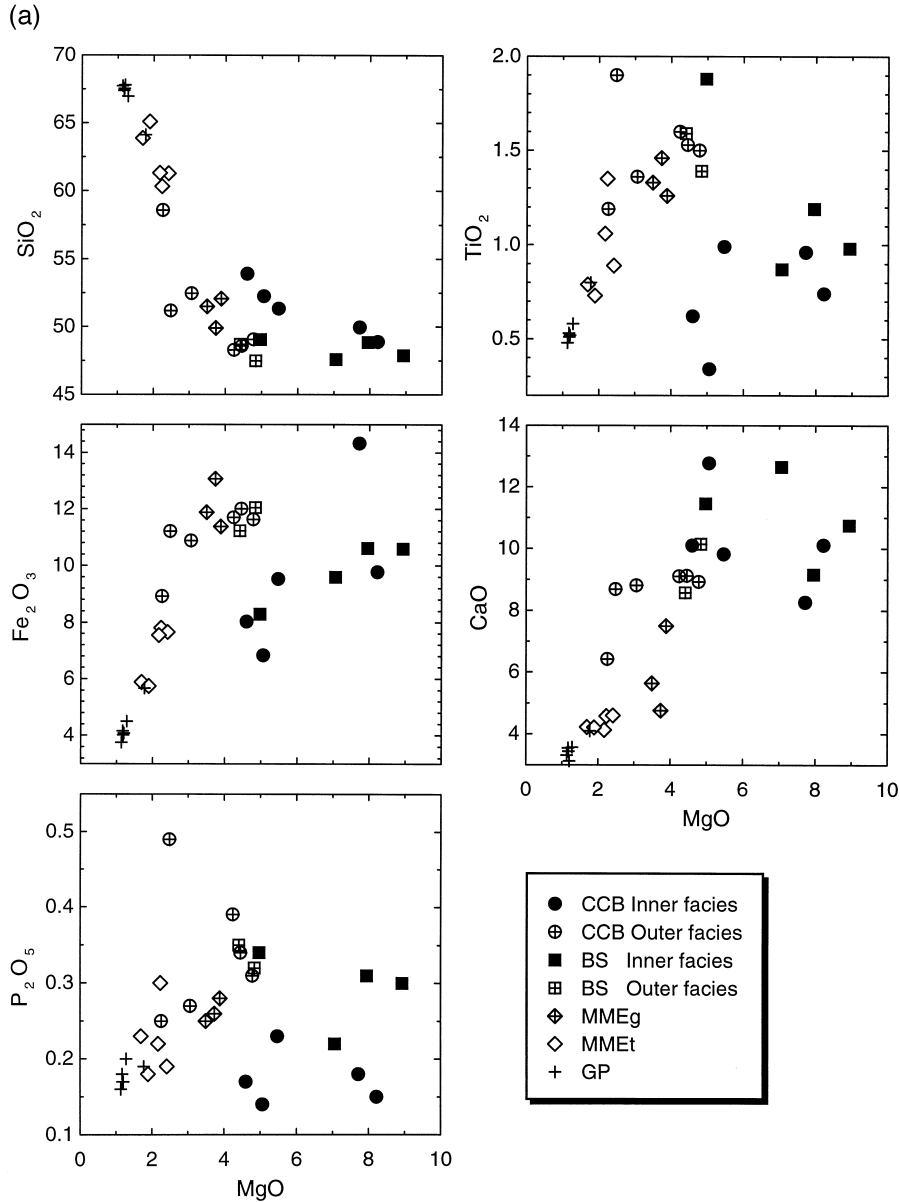 (a)
70
65
60
55
50
45
SiO2
2.0
1.5
1.0
0.5
TiO2
14
12
10
8
6
4
Fe2O3
14
12
10
8
6
4
CaO
0 2 4 6 8 10
MgO
0.5
0.4
0.3
0.2
0.1
P2O5
2 4 6 8 10
MgO
CCB Inner facies
CCB Outer facies
BS Inner facies
BS Outer facies
MMEg
MMEt
GP